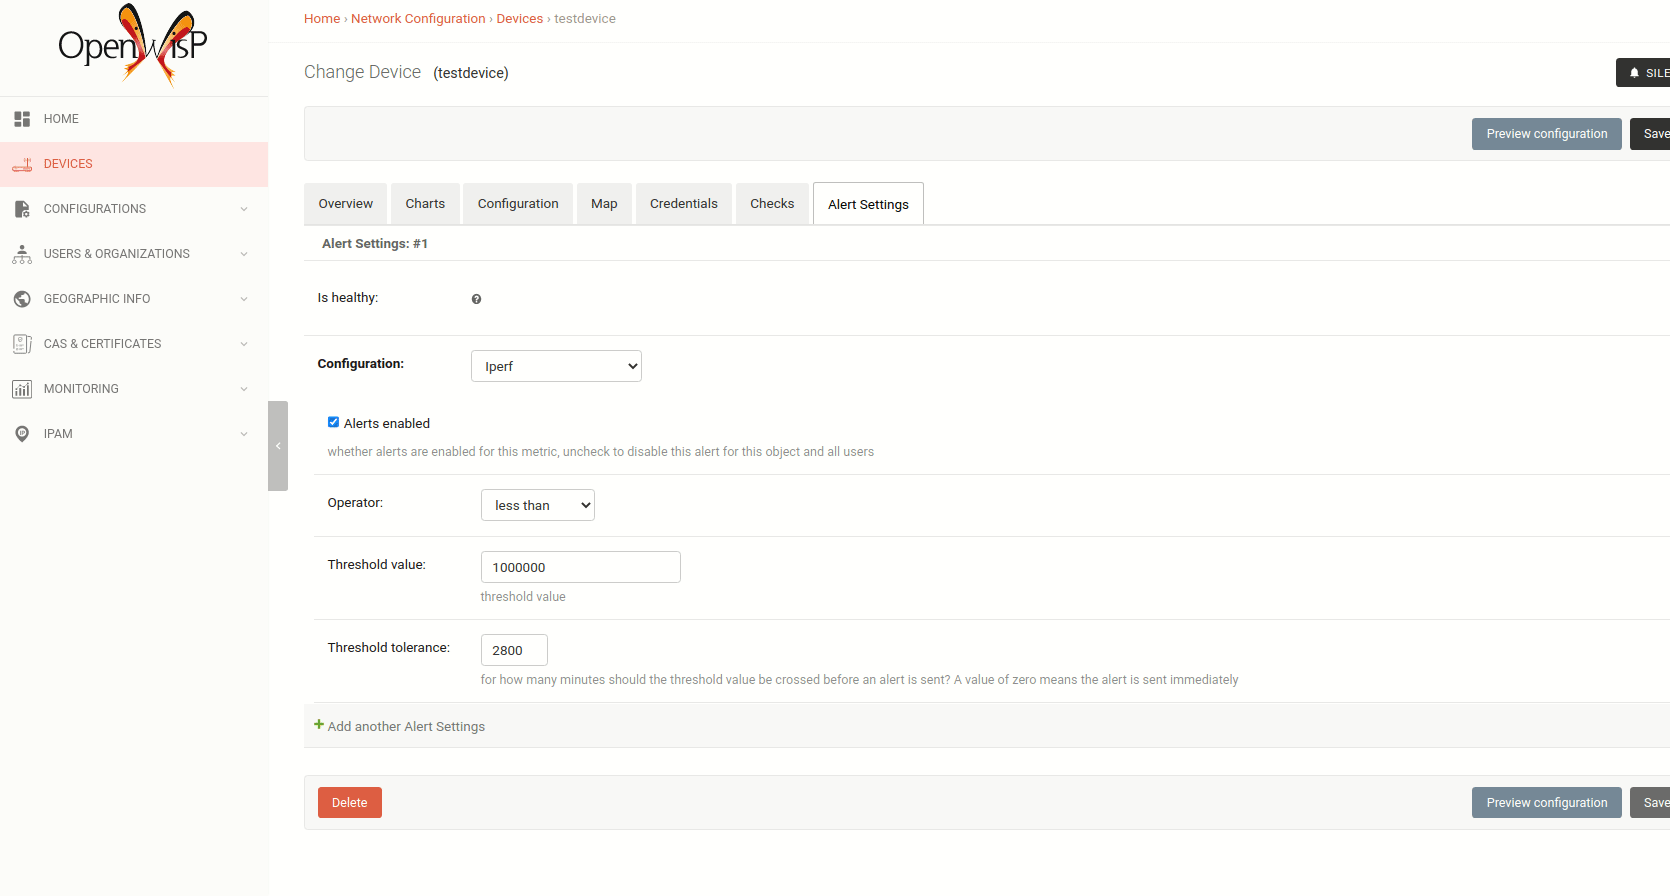 OpenWISP
Home › Network Configuration › Devices › testdevice
Change Device (testdevice)
SILE
HOME
DEVICES
CONFIGURATIONS
USERS & ORGANIZATIONS
GEOGRAPHIC INFO
CAS & CERTIFICATES
MONITORING
IPAM
Preview configuration
Save
Overview
Charts
Configuration
Map
Credentials
Checks
Alert Settings
Alert Settings: #1
Is healthy:
Configuration: Iperf
Alerts enabled
whether alerts are enabled for this metric, uncheck to disable this alert for this object and all users
Operator: less than
Threshold value: 1000000
threshold value
Threshold tolerance: 2800
for how many minutes should the threshold value be crossed before an alert is sent? A value of zero means the alert is sent immediately
+ Add another Alert Settings
Delete
Preview configuration
Save